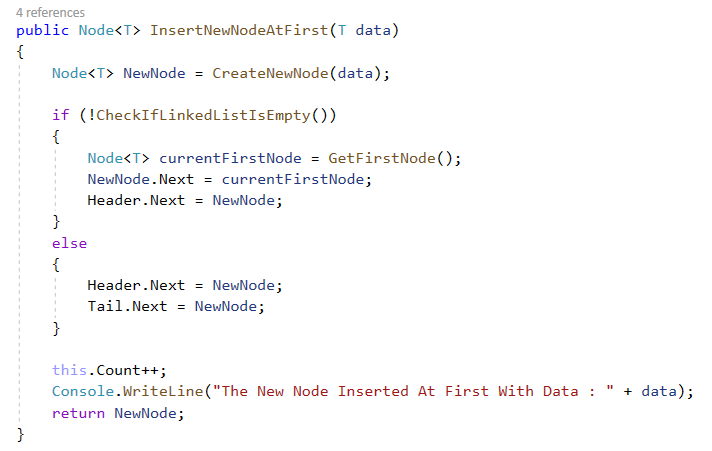 4 references
public Node<T> InsertNewNodeAtFirst(T data)
{
    Node<T> NewNode = CreateNewNode(data);

    if (!CheckIfLinkedListIsEmpty())
    {
        Node<T> currentFirstNode = GetFirstNode();
        NewNode.Next = currentFirstNode;
        Header.Next = NewNode;
    }
    else
    {
        Header.Next = NewNode;
        Tail.Next = NewNode;
    }

    this.Count++;
    Console.WriteLine("The New Node Inserted At First With Data : " + data);
    return NewNode;
}